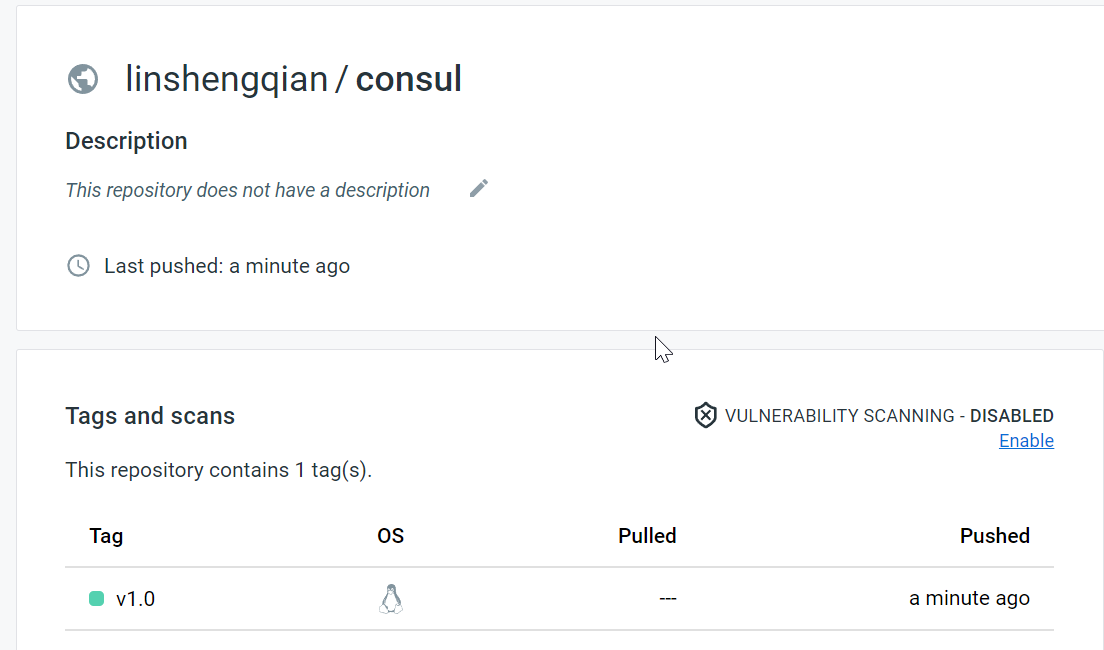 linshengqian / consul
Description
This repository does not have a description
Last pushed: a minute ago
Tags and scans
VULNERABILITY SCANNING - DISABLED
Enable
This repository contains 1 tag(s).
Tag OS Pulled Pushed
v1.0 --- a minute ago